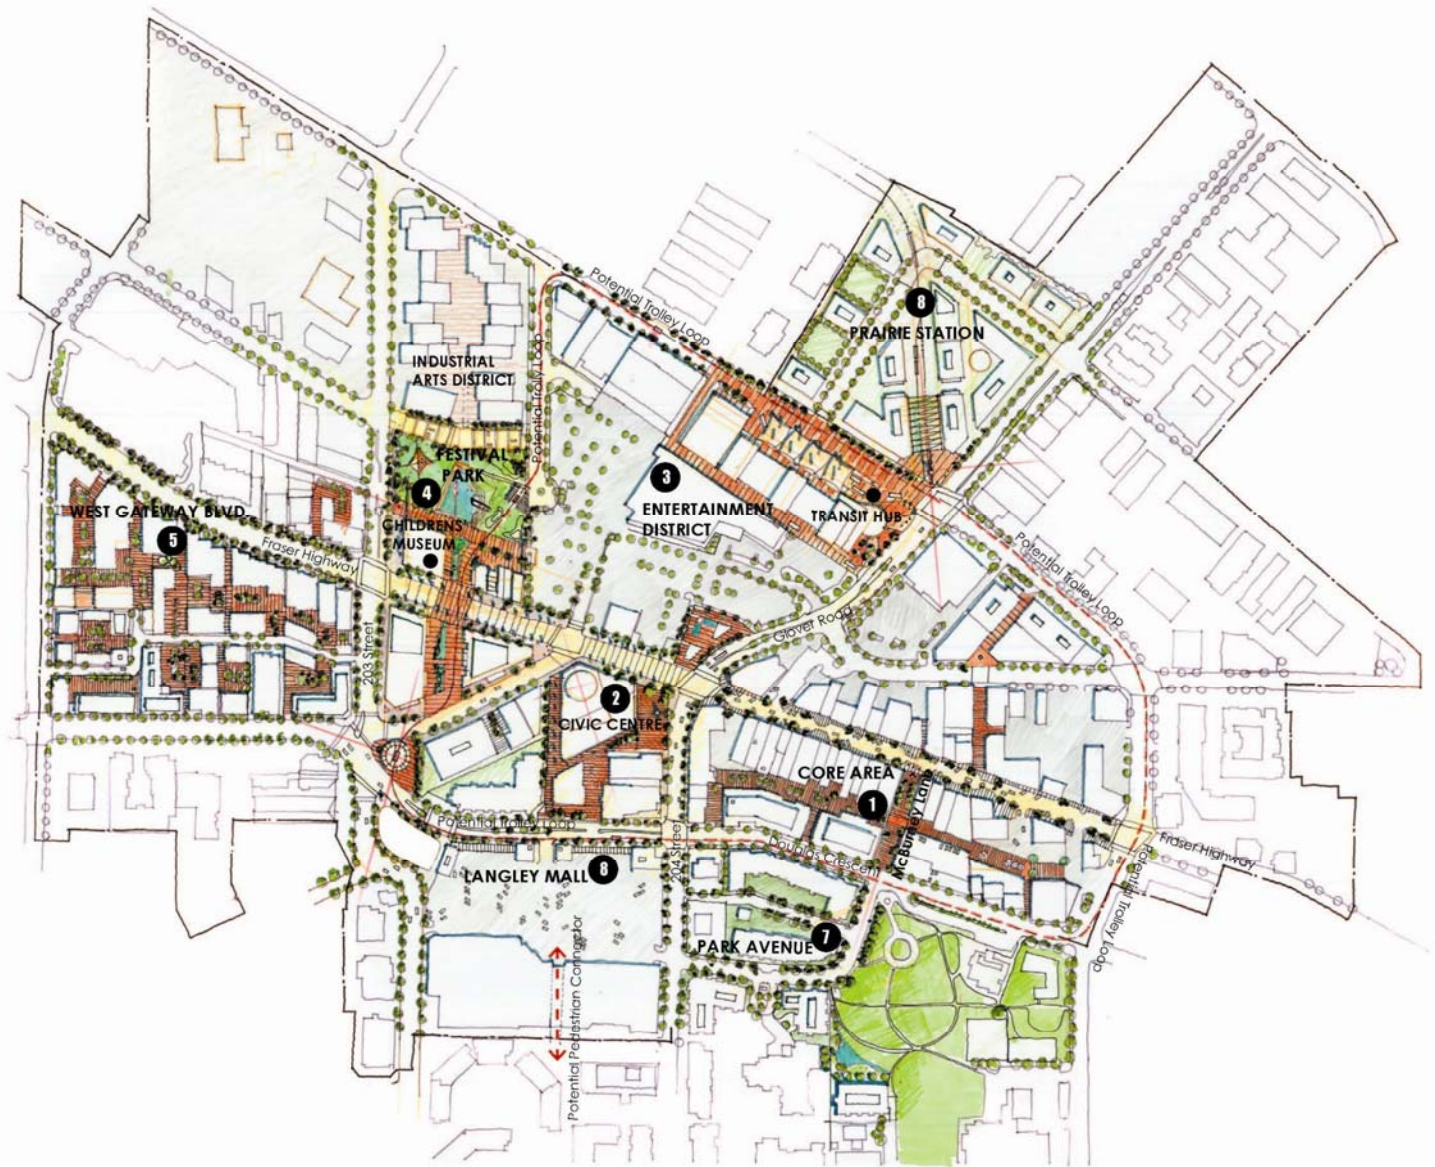 Potential Trolley Loop
8
PRAIRIE STATION
INDUSTRIAL
ARTS DISTRICT
Potential Trolly Loop
FESTIVAL
PARK
4
3
ENTERTAINMENT
DISTRICT
TRANSIT HUB
WEST GATEWAY BLVD.
5
CHILDRENS'
MUSEUM
Fraser Highway
Potential Trolley Loop
Glover Road
203 Street
2
CIVIC CENTRE
CORE AREA
1
McBurney Lane
Potential Trolley Loop
204 Street
Douglas Crescent
Fraser Highway
Potential Trolley Loop
LANGLEY MALL
8
PARK AVENUE
7
Potential Pedestrian Connector